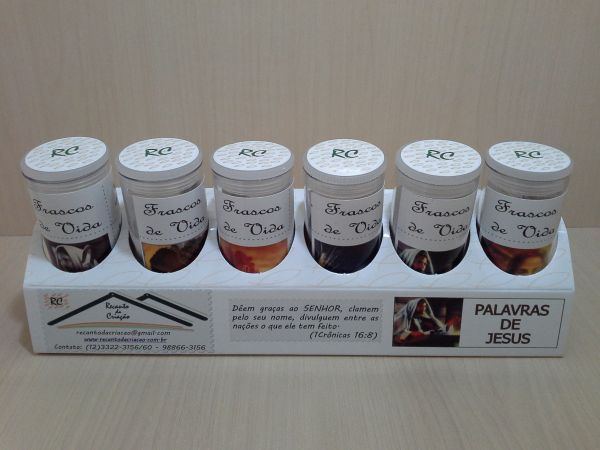 RC
RC
RC
RC
RC
RC
Frascos
de Vida
Frascos
de Vida
Frascos
de Vida
Frascos
de Vida
Frascos
de Vida
Frascos
de Vida
RC
Recanto
da
Criação
recantodacriacao@gmail.com
www.recantodacriacao.com.br
Contato: (12)3322-3156/60 - 98866-3156
Dêem graças ao SENHOR, clamem
pelo seu nome, divulguem entre as
nações o que ele tem feito.
(1Crônicas 16:8)
PALAVRAS
DE
JESUS